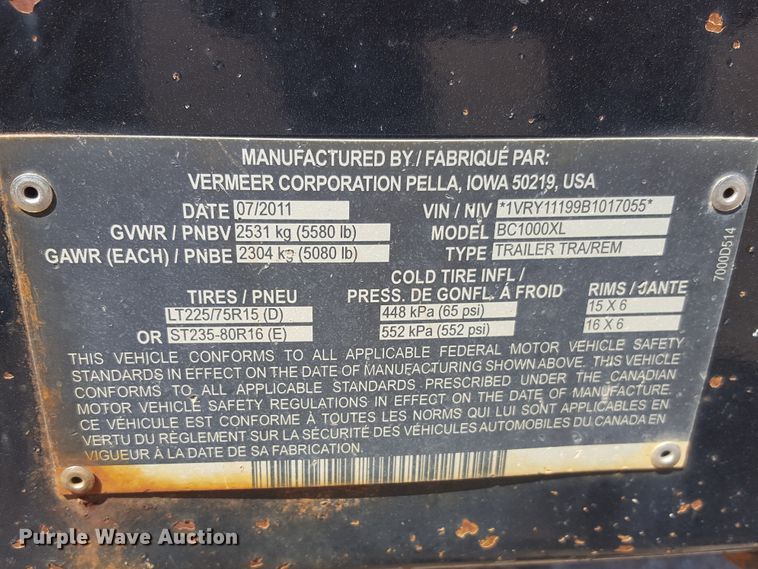 MANUFACTURED BY / FABRIQUÉ PAR:
VERMEER CORPORATION PELLA, IOWA 50219, USA
DATE 07/2011 VIN / NIV *1VRY11199B1017055*
GVWR / PNBV 2531 kg (5580 lb) MODEL BC1000XL
GAWR (EACH) / PNBE 2304 kg (5080 lb) TYPE TRAILER TRA/REM
COLD TIRE INFL /
TIRES / PNEU PRESS. DE GONFL. Á FROID RIMS / JANTE
LT225/75R15 (D) 448 kPa (65 psi) 15 X 6
OR ST235-80R16 (E) 552 kPa (552 psi) 16 X 6
THIS VEHICLE CONFORMS TO ALL APPLICABLE FEDERAL MOTOR VEHICLE SAFETY
STANDARDS IN EFFECT ON THE DATE OF MANUFACTURING SHOWN ABOVE. THIS VEHICLE
CONFORMS TO ALL APPLICABLE STANDARDS PRESCRIBED UNDER THE CANADIAN
MOTOR VEHICLE SAFETY REGULATIONS IN EFFECT ON THE DATE OF MANUFACTURE.
CE VÉHICULE EST CONFORME À TOUTES LES NORMS QUI LUI SONT APPLICABLES EN
VERTU DU RÈGLEMENT SUR LA SÉCURITÉ DES VÉHICULES AUTOMOBILES DU CANADA EN
VIGUEUR À LA DATE DE SA FABRICATION.
7000D514
Purple Wave Auction